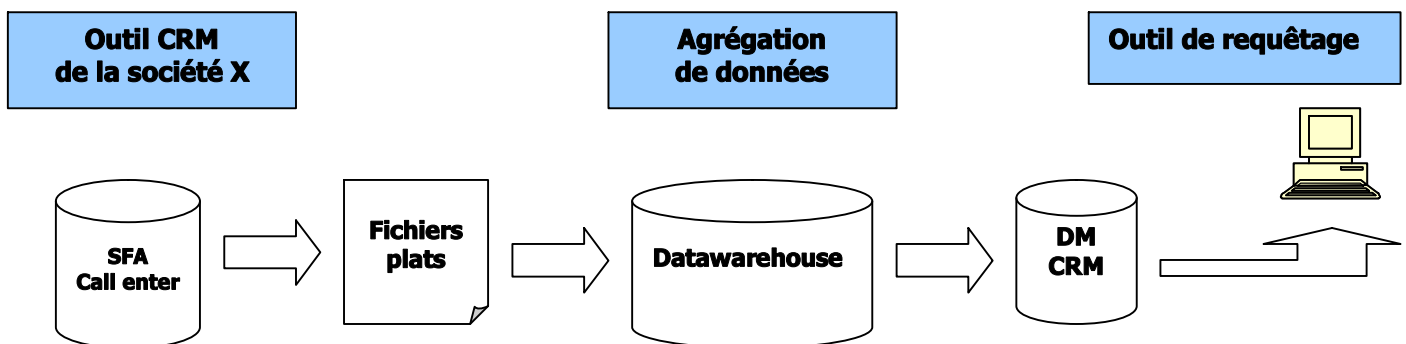 Outil CRM
de la société X
Agrégation
de données
Outil de requêtage
SFA
Call enter
Fichiers
plats
Datawarehouse
DM
CRM